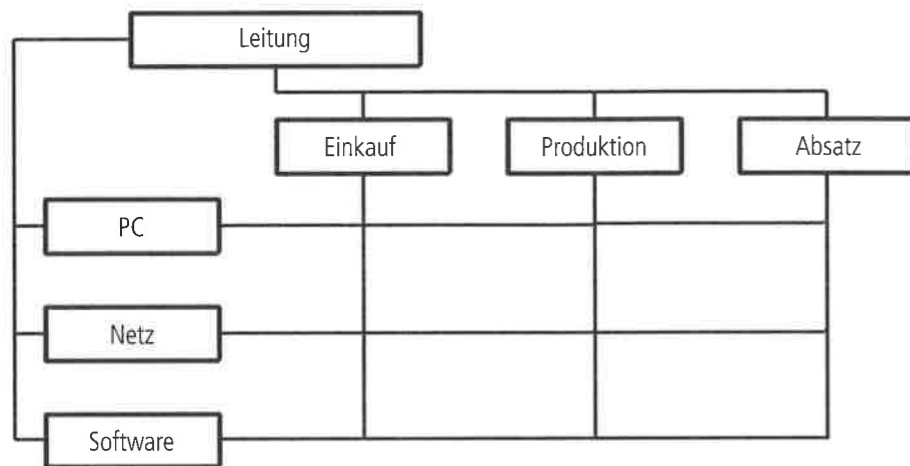 Leitung
Einkauf
Produktion
Absatz
PC
Netz
Software